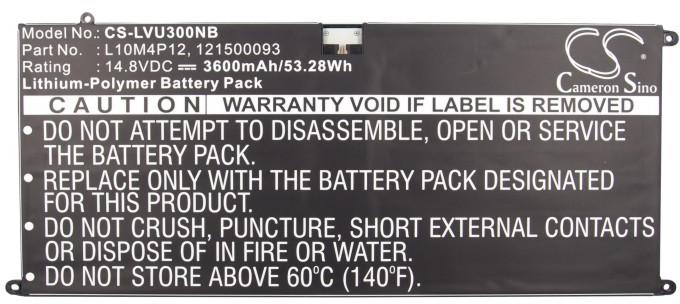 Model No.: CS-LVU300NB
Part No. : L10M4P12, 121500093
Rating : 14.8VDC ⎓ 3600mAh/53.28Wh
Lithium-Polymer Battery Pack
CS
Cameron Sino
CAUTION WARRANTY VOID IF LABEL IS REMOVED
• DO NOT ATTEMPT TO DISASSEMBLE, OPEN OR SERVICE
THE BATTERY PACK.
• REPLACE ONLY WITH THE BATTERY PACK DESIGNATED
FOR THIS PRODUCT.
• DO NOT CRUSH, PUNCTURE, SHORT EXTERNAL CONTACTS
OR DISPOSE OF IN FIRE OR WATER.
• DO NOT STORE ABOVE 60°C (140°F).